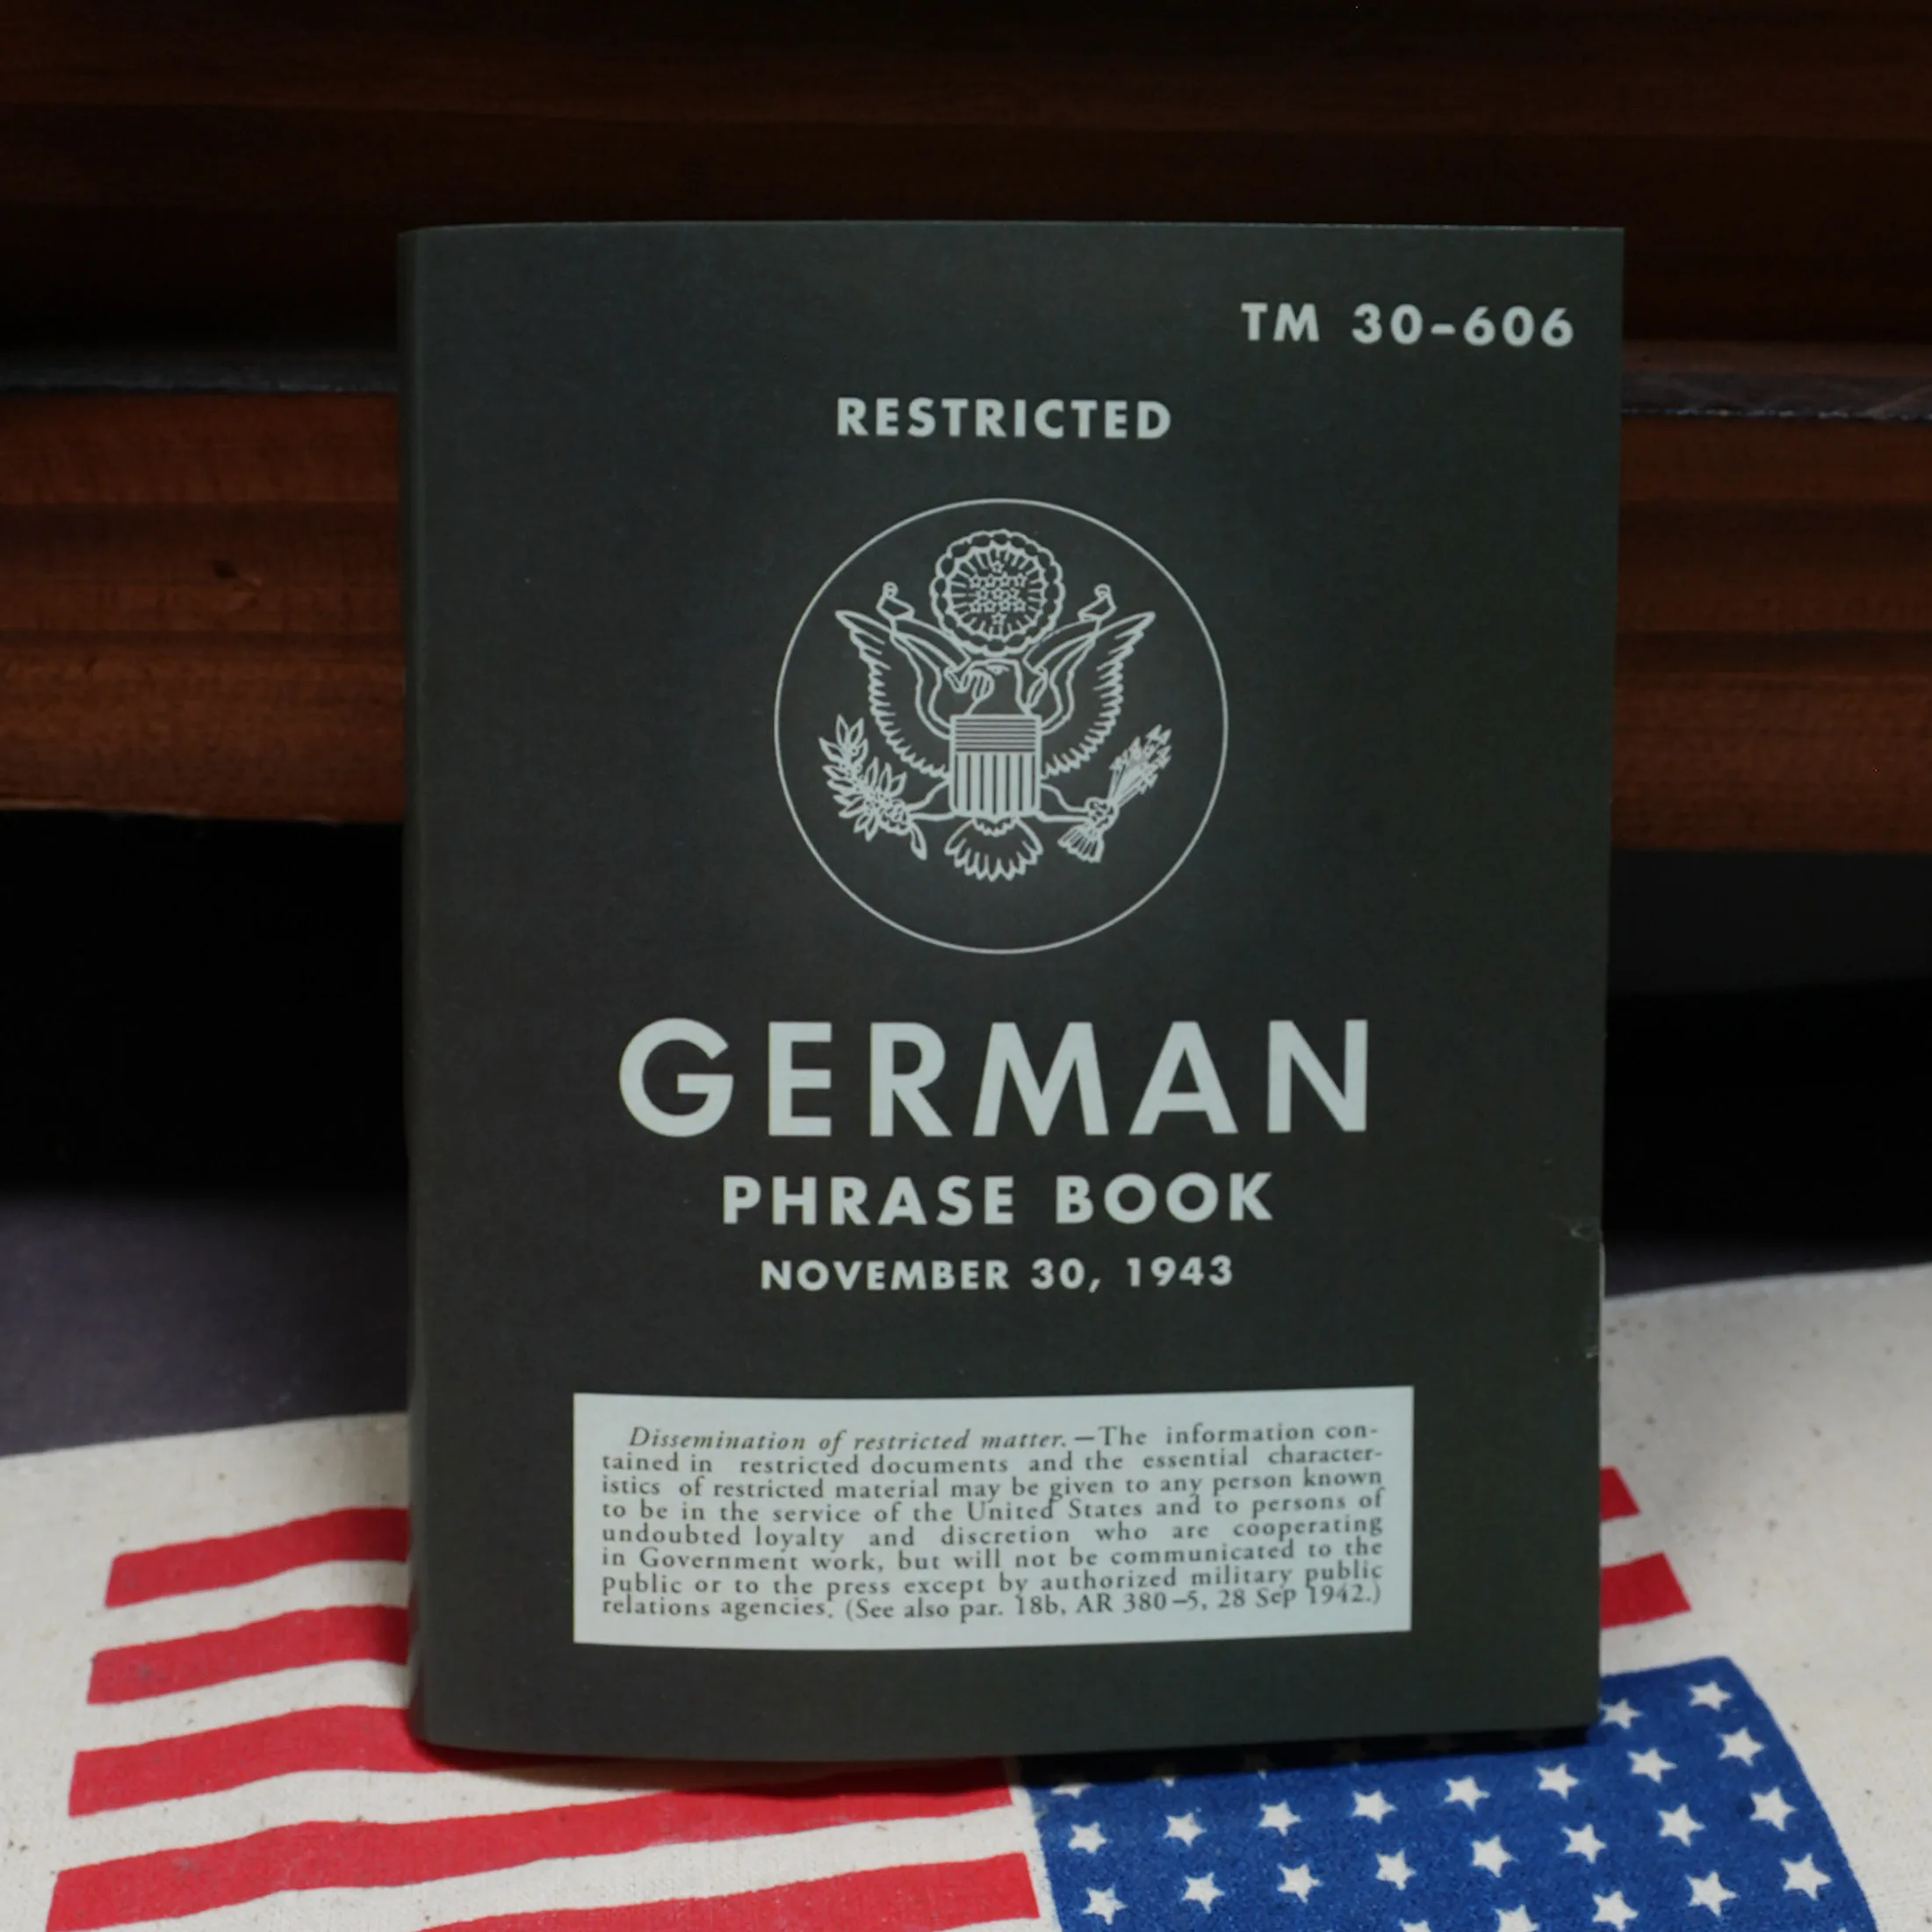 TM 30-606
RESTRICTED
GERMAN
PHRASE BOOK
NOVEMBER 30, 1943
Dissemination of restricted matter.—The information con-
tained in restricted documents and the essential character-
istics of restricted material may be given to any person known
to be in the service of the United States and to persons of
undoubted loyalty and discretion who are cooperating
in Government work, but will not be communicated to the
public or to the press except by authorized military public
relations agencies. (See also par. 18b, AR 380-5, 28 Sep 1942.)